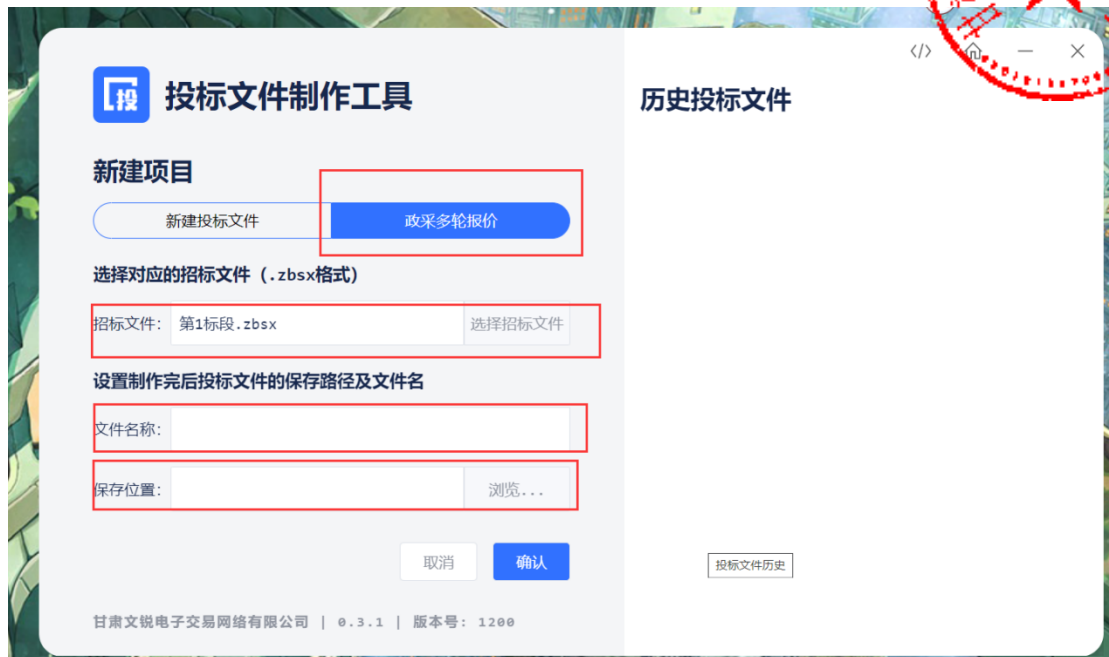 投标文件制作工具
新建项目
新建投标文件
政采多轮报价
选择对应的招标文件（.zbsx格式）
招标文件：
第1标段.zbsx
选择招标文件
设置制作完后投标文件的保存路径及文件名
文件名称：
保存位置：
浏览...
取消
确认
甘肃文锐电子交易网络有限公司 | 0.3.1 | 版本号: 1200
</>
历史投标文件
投标文件历史